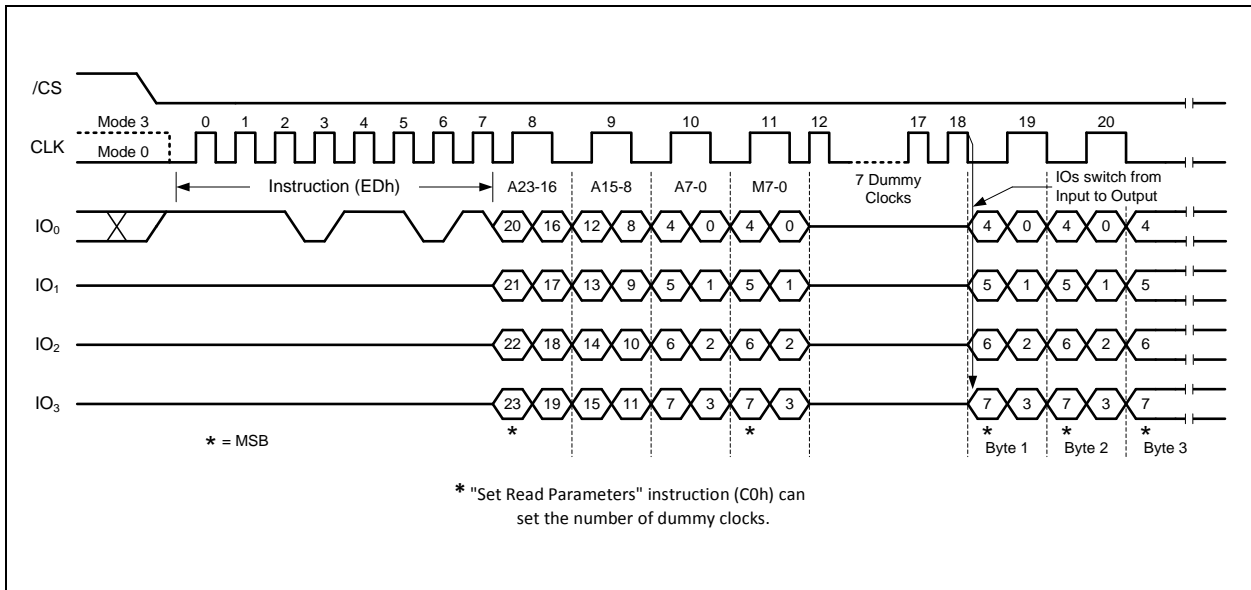 /CS
Mode 3 0 1 2 3 4 5 6 7 8 9 10 11 12 17 18 19 20
CLK Mode 0
Instruction (EDh) A23-16 A15-8 A7-0 M7-0 7 Dummy
Clocks
IOs switch from
Input to Output
IO₀ 20 16 12 8 4 0 4 0 4 0 4 0 4
IO₁ 21 17 13 9 5 1 5 1 5 1 5 1 5
IO₂ 22 18 14 10 6 2 6 2 6 2 6 2 6
IO₃ 23 19 15 11 7 3 7 3 7 3 7 3 7
* * * * *
* = MSB Byte 1 Byte 2 Byte 3
* "Set Read Parameters" instruction (C0h) can
set the number of dummy clocks.